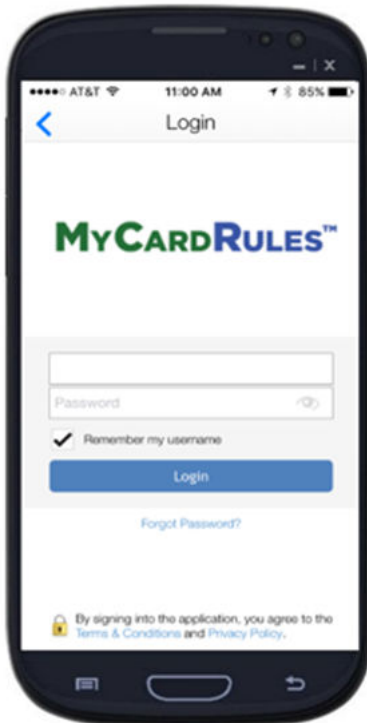 AT&T 11:00 AM 85%
Login
MYCARDRULES™
Password
Remember my username
Login
Forgot Password?
By signing into the application, you agree to the
Terms & Conditions and Privacy Policy.